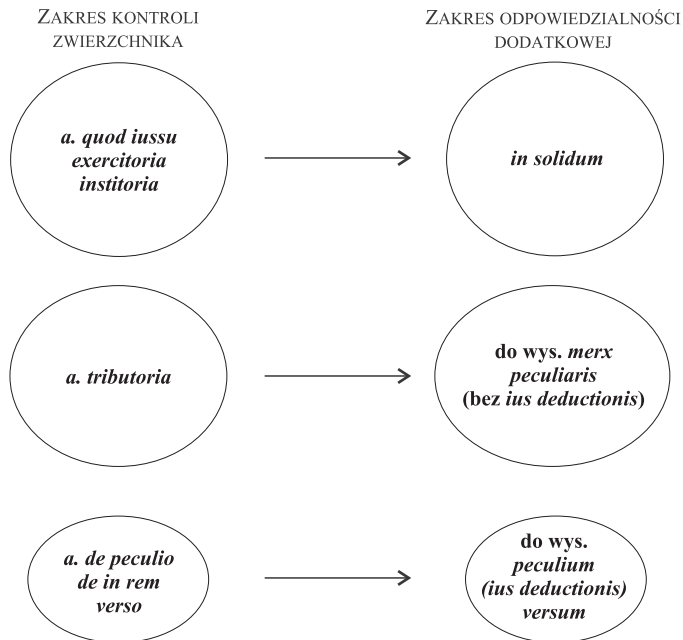 ZAKRES KONTROLI
ZWIERZCHNIKA
ZAKRES ODPOWIEDZIALNOŚCI
DODATKOWEJ
a. quod iussu
exercitoria
institoria
in solidum
a. tributoria
do wys. merx
peculiaris
(bez ius deductionis)
a. de peculio
de in rem
verso
do wys.
peculium
(ius deductionis)
versum